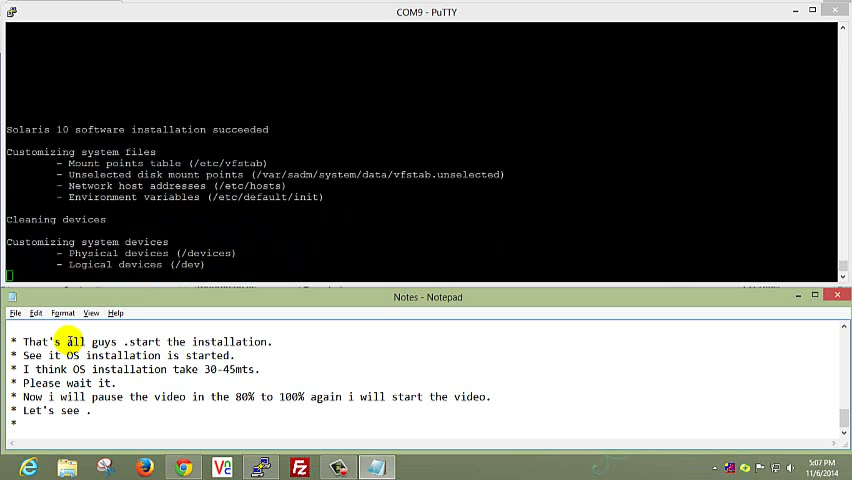 COM9 - PuTTY
Solaris 10 software installation succeeded
Customizing system files
- Mount points table (/etc/vfstab)
- Unselected disk mount points (/var/sadm/system/data/vfstab.unselected)
- Network host addresses (/etc/hosts)
- Environment variables (/etc/default/init)
Cleaning devices
Customizing system devices
- Physical devices (/devices)
- Logical devices (/dev)
Notes - Notepad
File Edit Format View Help
* That's all guys .start the installation.
* See it OS installation is started.
* I think OS installation take 30-45mts.
* Please wait it.
* Now i will pause the video in the 80% to 100% again i will start the video.
* Let's see .
*
5:07 PM
11/6/2014